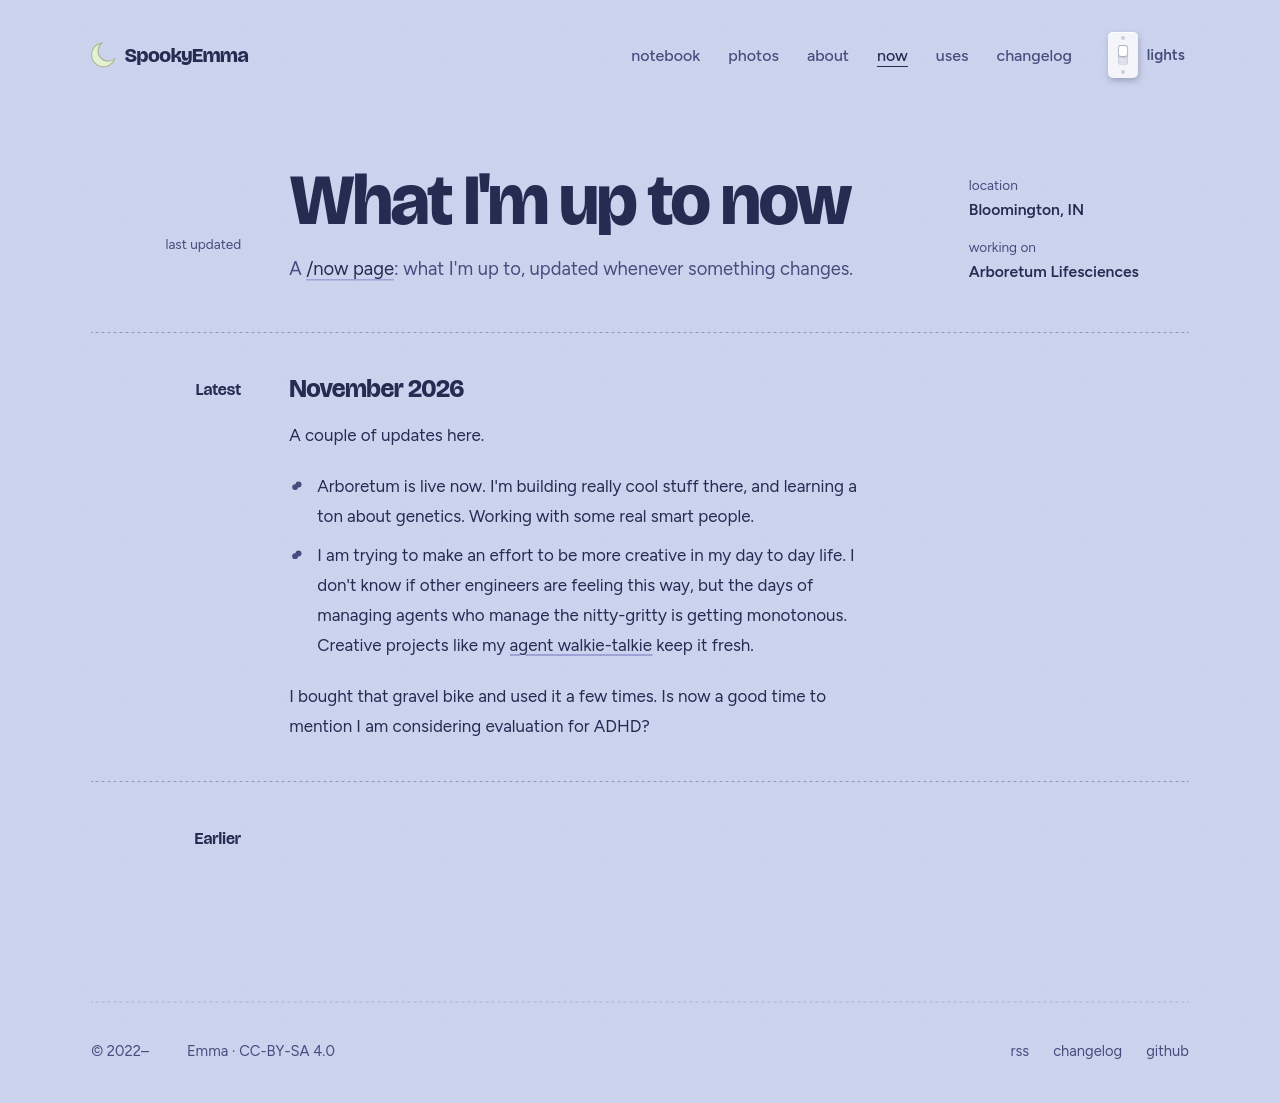 SpookyEmma
notebook photos about now uses changelog lights
What I'm up to now
last updated
A /now page: what I'm up to, updated whenever something changes.
location
Bloomington, IN
working on
Arboretum Lifesciences
Latest
November 2026
A couple of updates here.
Arboretum is live now. I'm building really cool stuff there, and learning a
ton about genetics. Working with some real smart people.
I am trying to make an effort to be more creative in my day to day life. I
don't know if other engineers are feeling this way, but the days of
managing agents who manage the nitty-gritty is getting monotonous.
Creative projects like my agent walkie-talkie keep it fresh.
I bought that gravel bike and used it a few times. Is now a good time to
mention I am considering evaluation for ADHD?
Earlier
© 2022– Emma · CC-BY-SA 4.0
rss changelog github